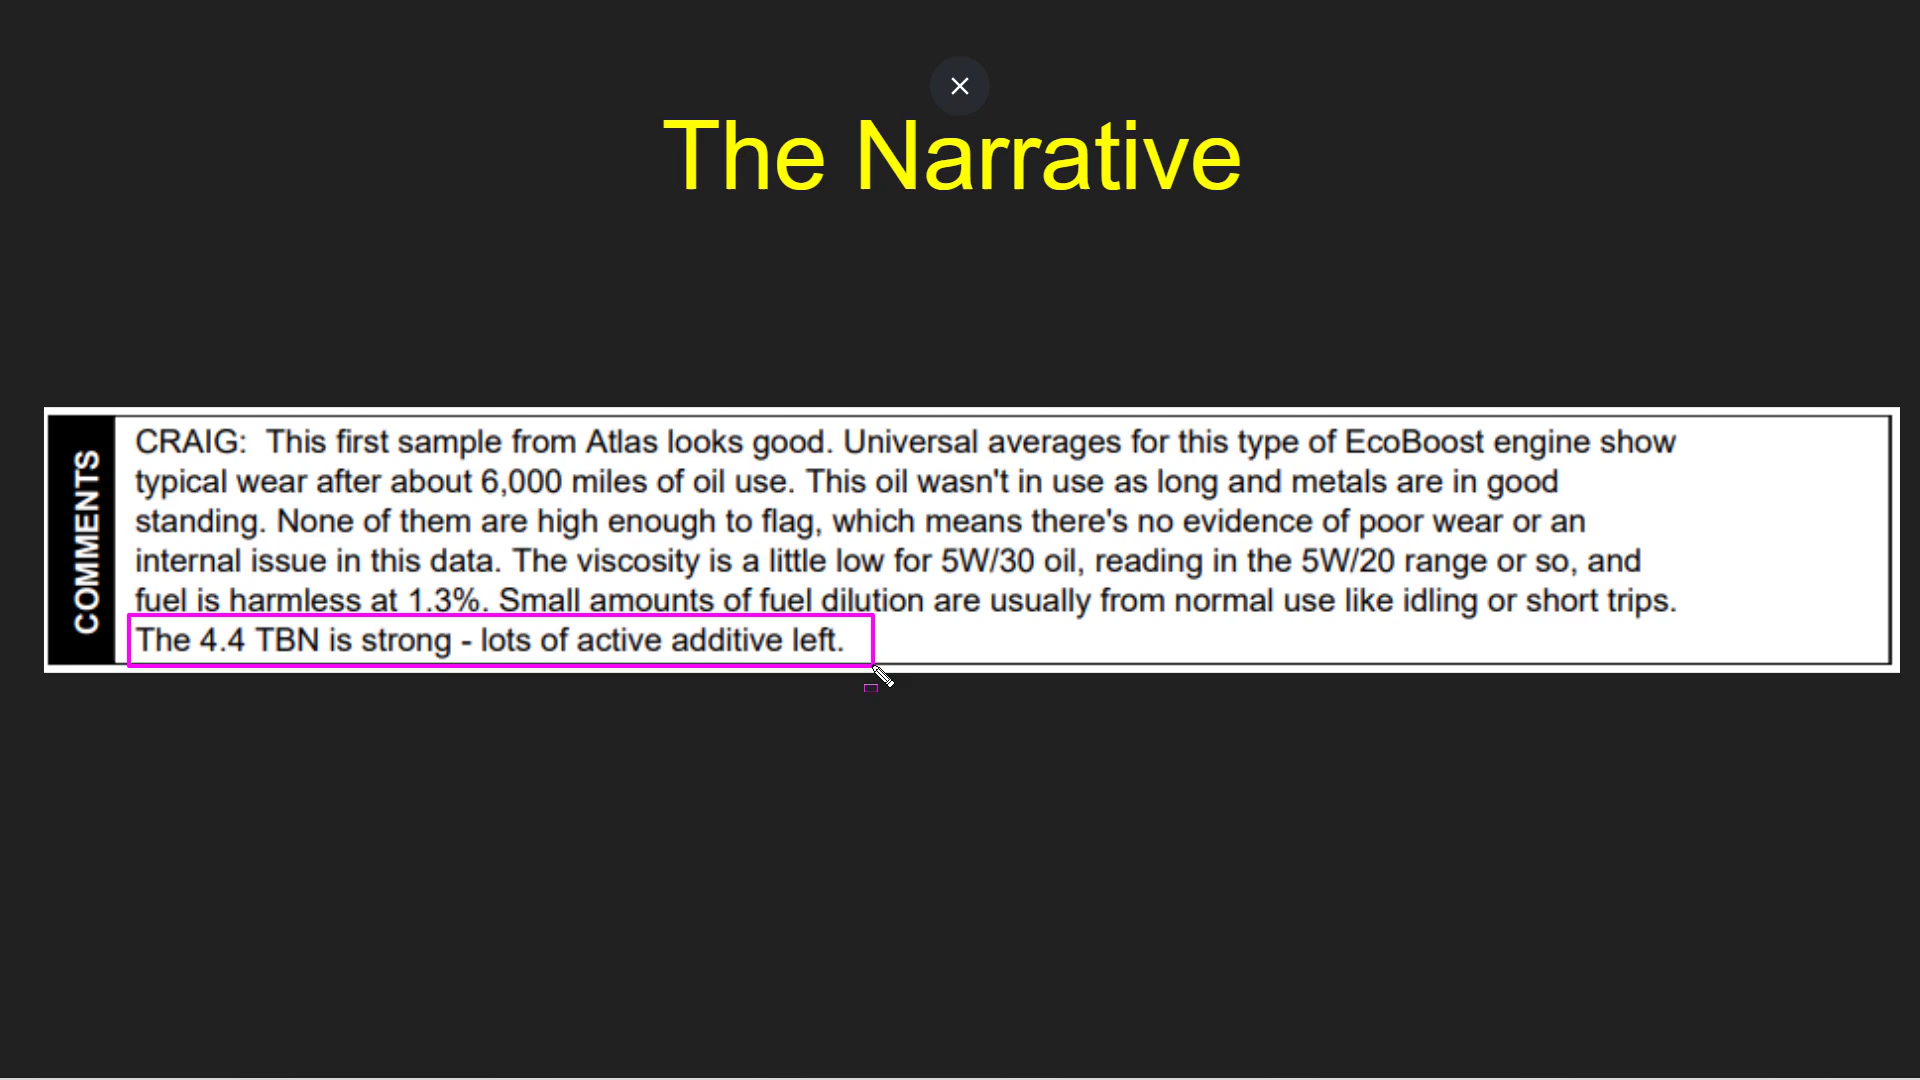 The Narrative
COMMENTS
CRAIG:  This first sample from Atlas looks good. Universal averages for this type of EcoBoost engine show
typical wear after about 6,000 miles of oil use. This oil wasn't in use as long and metals are in good
standing. None of them are high enough to flag, which means there's no evidence of poor wear or an
internal issue in this data. The viscosity is a little low for 5W/30 oil, reading in the 5W/20 range or so, and
fuel is harmless at 1.3%. Small amounts of fuel dilution are usually from normal use like idling or short trips.
The 4.4 TBN is strong - lots of active additive left.